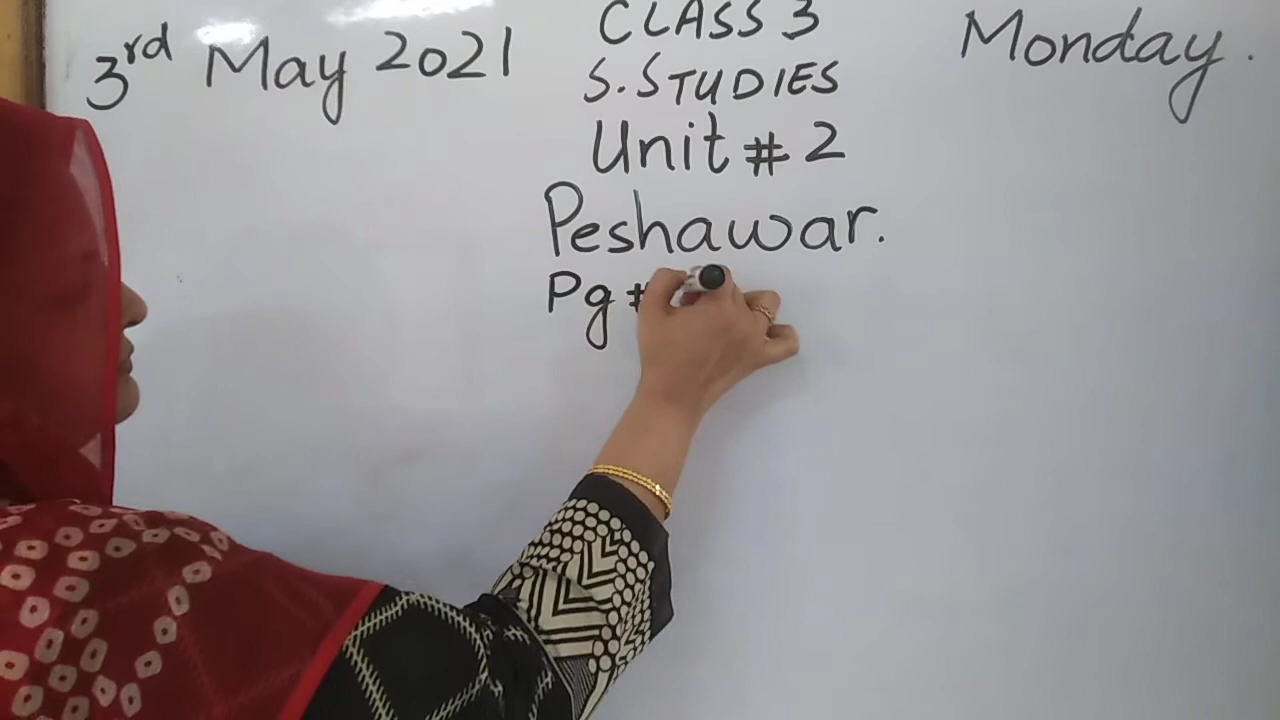 3rd May 2021
CLASS 3
Monday.
S.STUDIES
Unit # 2
Peshawar.
Pg #